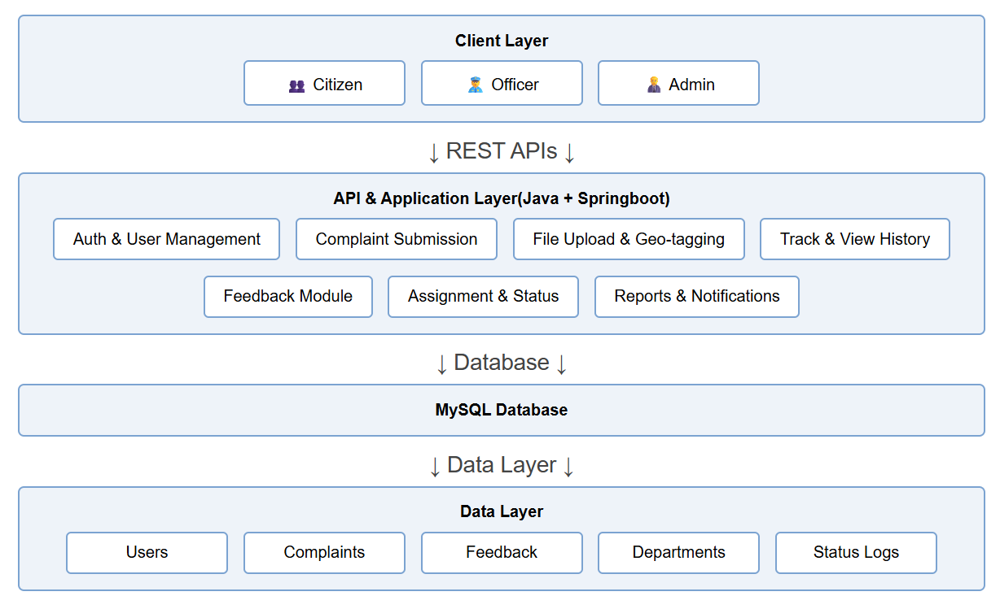 Client Layer
Citizen
Officer
Admin
↓ REST APIs ↓
API & Application Layer(Java + Springboot)
Auth & User Management
Complaint Submission
File Upload & Geo-tagging
Track & View History
Feedback Module
Assignment & Status
Reports & Notifications
↓ Database ↓
MySQL Database
↓ Data Layer ↓
Data Layer
Users
Complaints
Feedback
Departments
Status Logs